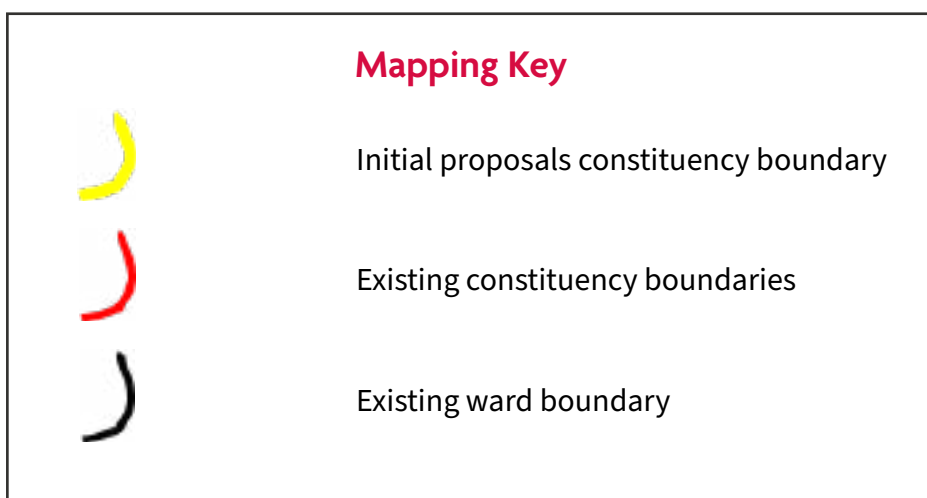 Mapping Key
Initial proposals constituency boundary
Existing constituency boundaries
Existing ward boundary